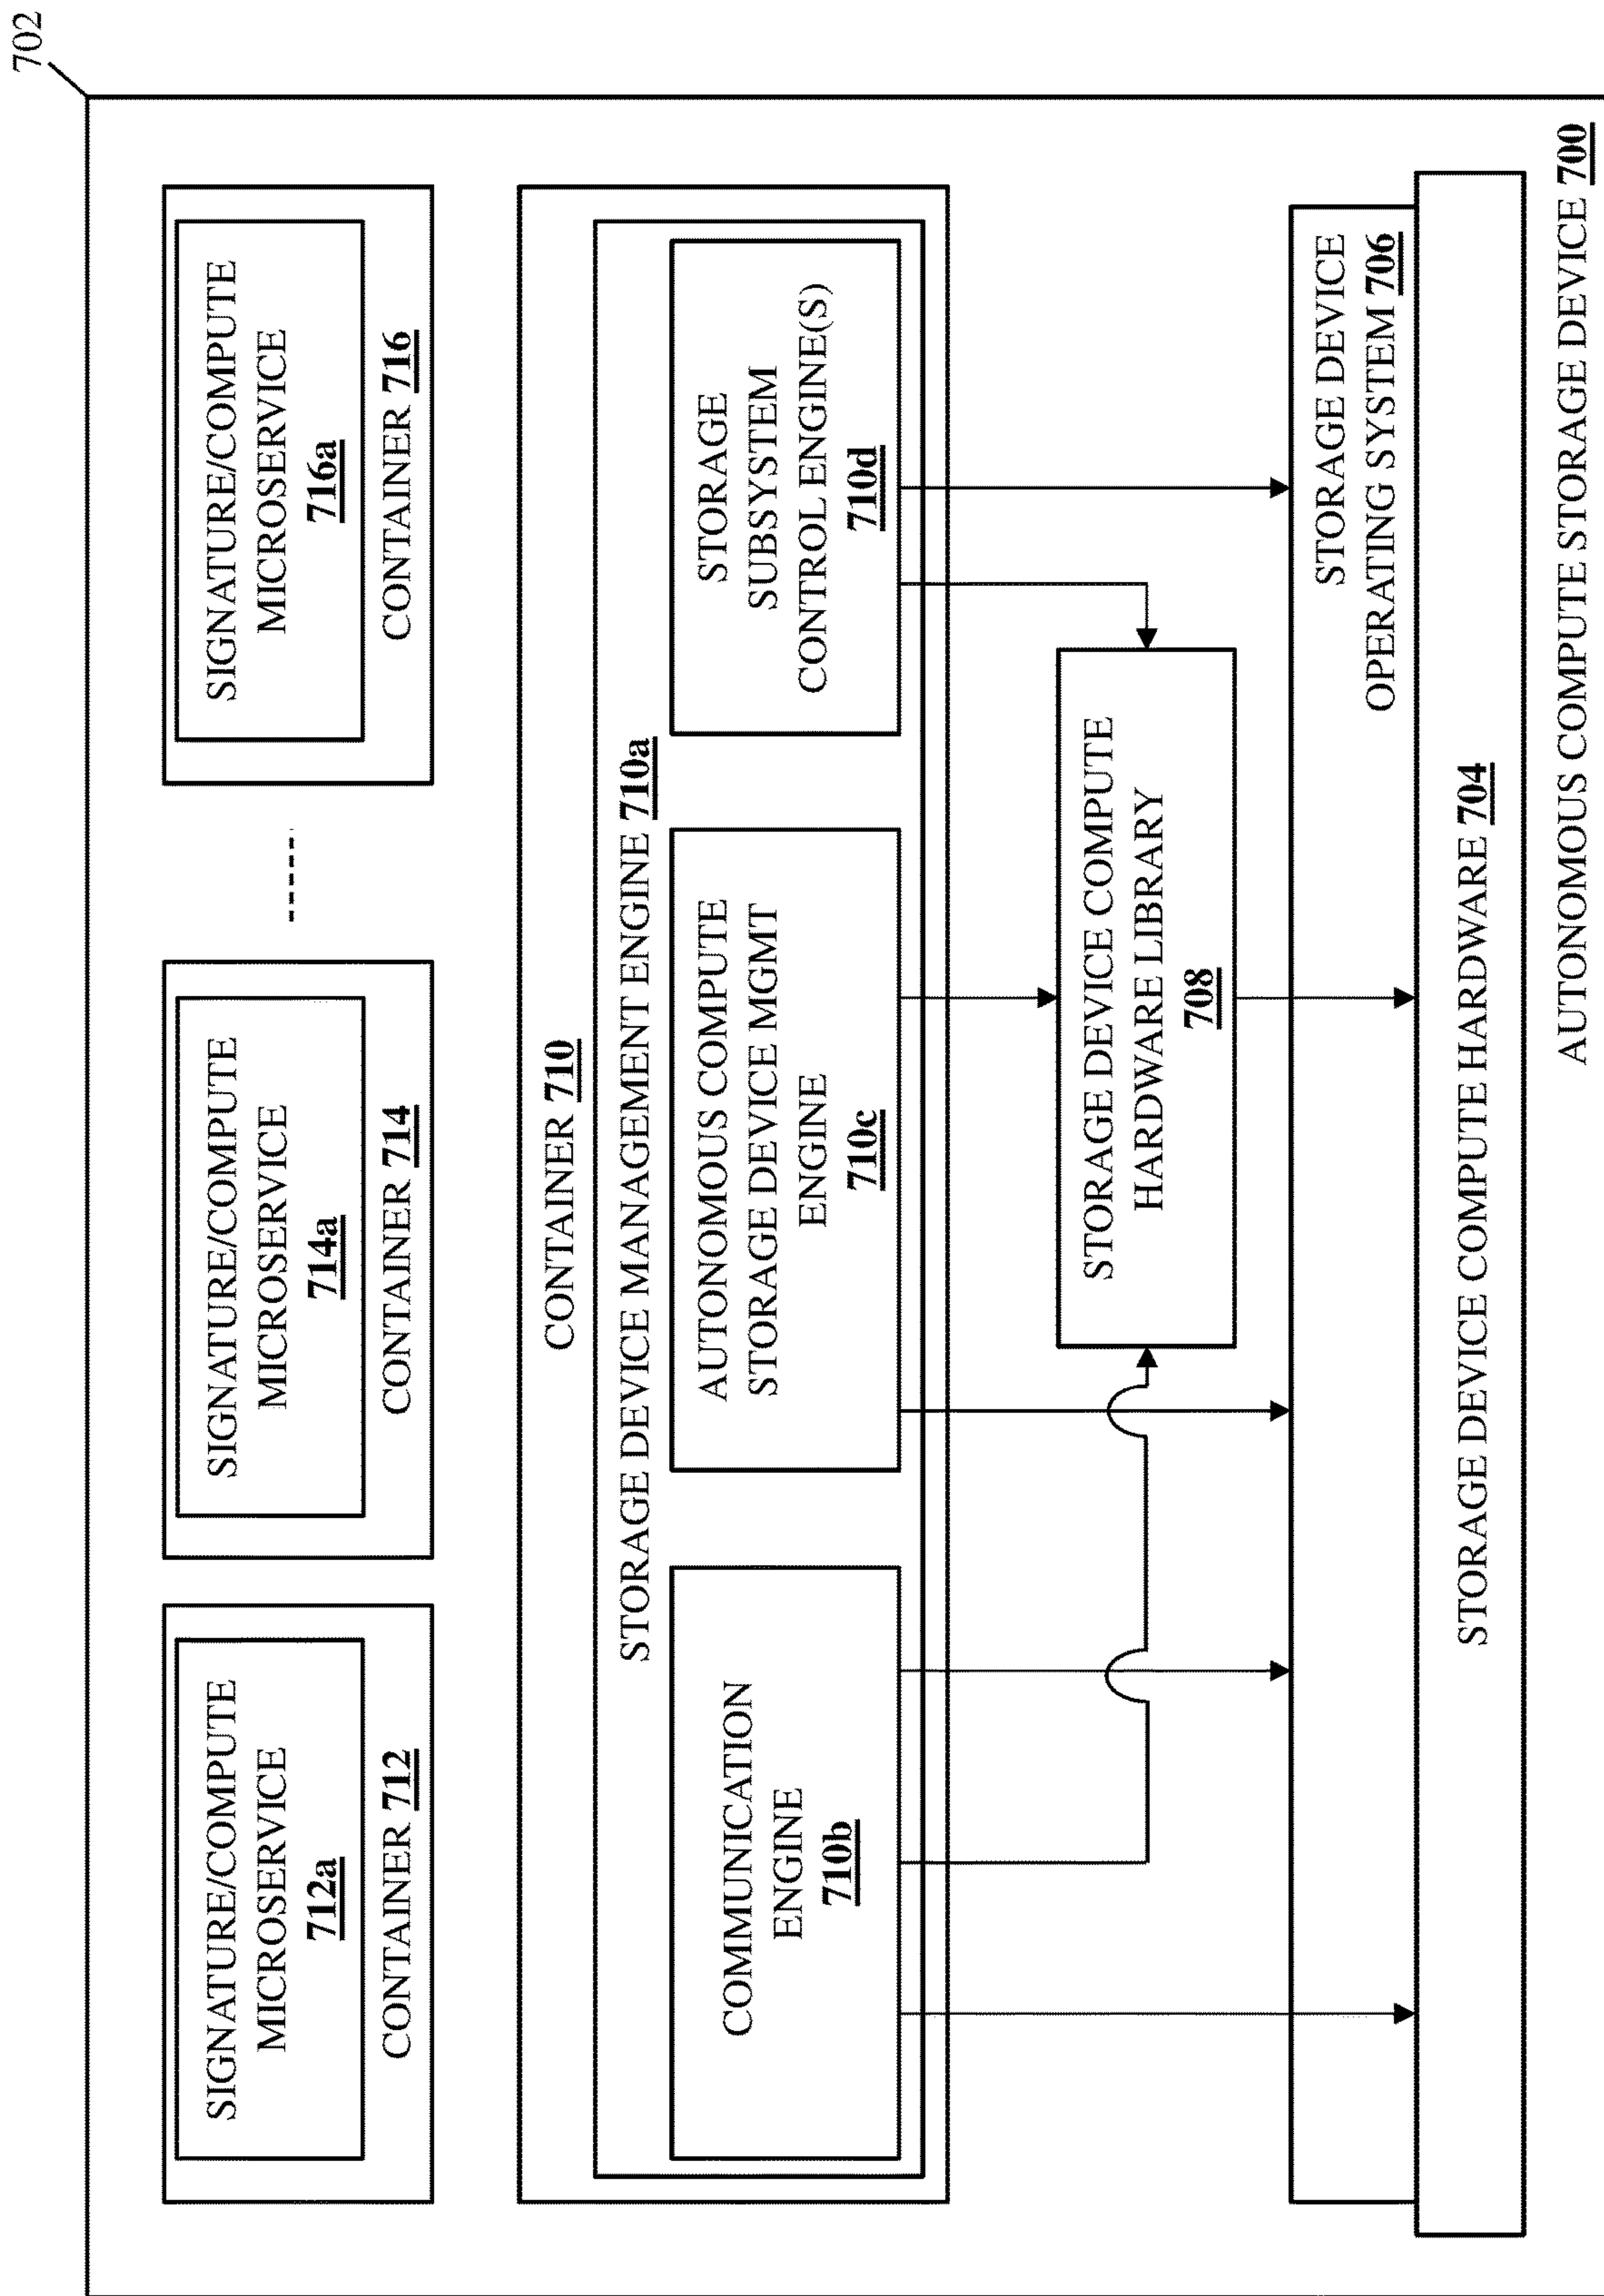 702
SIGNATURE/COMPUTE
MICROSERVICE
712a
CONTAINER 712
SIGNATURE/COMPUTE
MICROSERVICE
714a
CONTAINER 714
SIGNATURE/COMPUTE
MICROSERVICE
716a
CONTAINER 716
CONTAINER 710
STORAGE DEVICE MANAGEMENT ENGINE 710a
COMMUNICATION
ENGINE
710b
AUTONOMOUS COMPUTE
STORAGE DEVICE MGMT
ENGINE
710c
STORAGE
SUBSYSTEM
CONTROL ENGINE(S)
710d
STORAGE DEVICE COMPUTE
HARDWARE LIBRARY
708
STORAGE DEVICE
OPERATING SYSTEM 706
STORAGE DEVICE COMPUTE HARDWARE 704
AUTONOMOUS COMPUTE STORAGE DEVICE 700